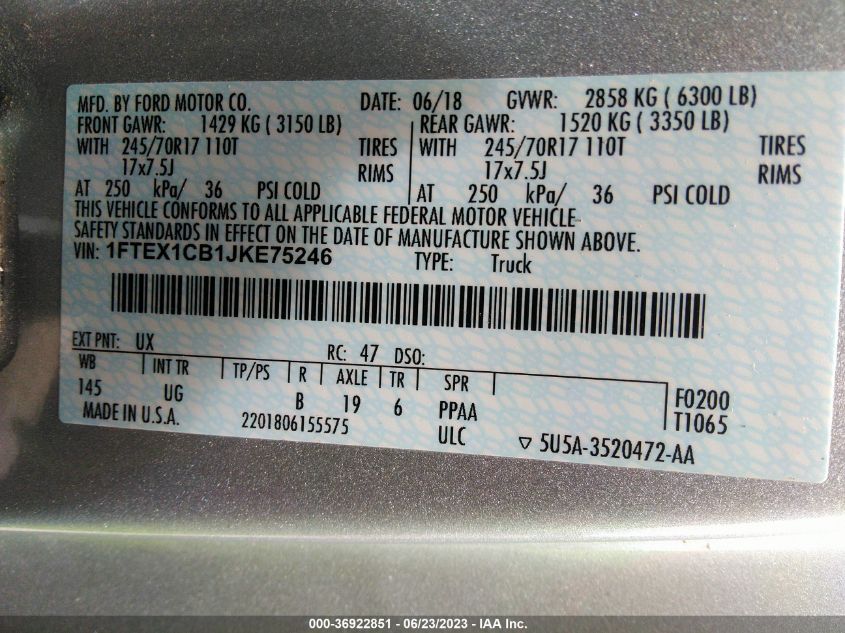 MFD. BY FORD MOTOR CO. DATE: 06/18 GVWR: 2858 KG ( 6300 LB)
FRONT GAWR: 1429 KG ( 3150 LB) REAR GAWR: 1520 KG ( 3350 LB)
WITH 245/70R17 110T TIRES WITH 245/70R17 110T TIRES
17x7.5J RIMS 17x7.5J RIMS
AT 250 kPa/ 36 PSI COLD AT 250 kPa/ 36 PSI COLD
THIS VEHICLE CONFORMS TO ALL APPLICABLE FEDERAL MOTOR VEHICLE
SAFETY STANDARDS IN EFFECT ON THE DATE OF MANUFACTURE SHOWN ABOVE.
VIN: 1FTEX1CB1JKE75246 TYPE: Truck
EXT PNT: UX RC: 47 DSO:
WB INT TR TP/PS R AXLE TR SPR
145 UG B 19 6 PPAA F0200
MADE IN U.S.A. 2201806155575 ULC T1065
▽ 5U5A-3520472-AA
000-36922851 - 06/23/2023 - IAA Inc.